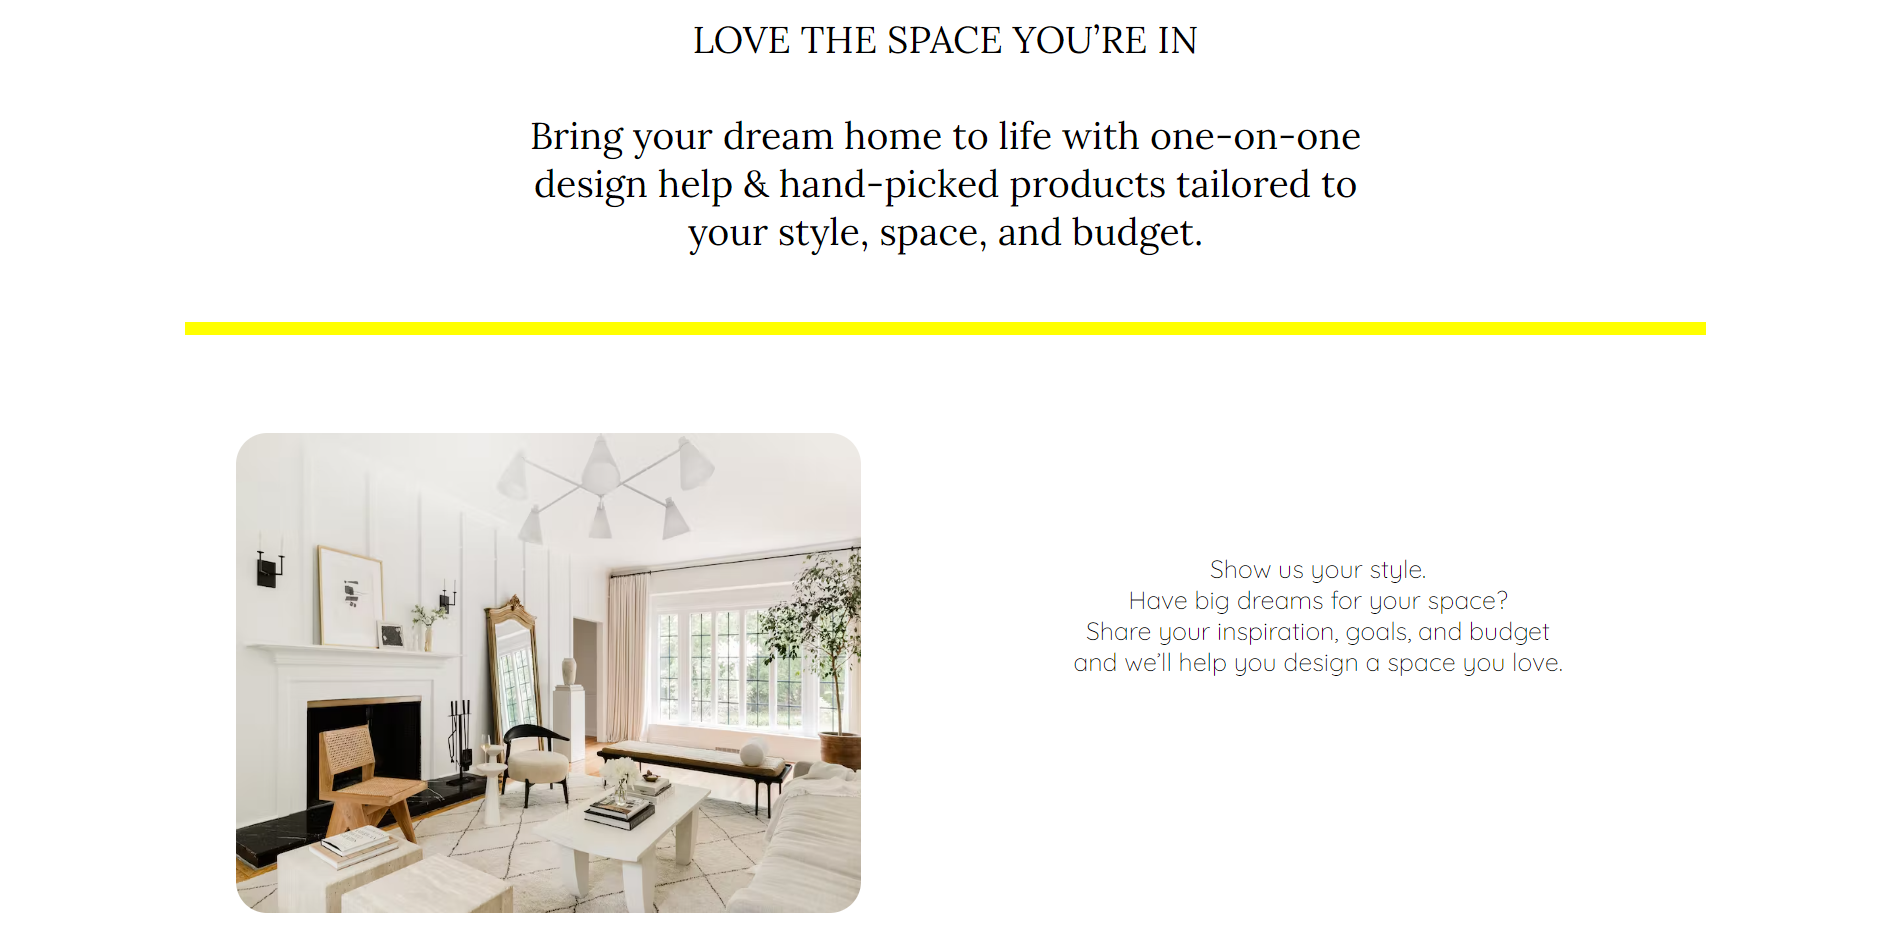 LOVE THE SPACE YOU’RE IN
Bring your dream home to life with one-on-one
design help & hand-picked products tailored to
your style, space, and budget.
Show us your style.
Have big dreams for your space?
Share your inspiration, goals, and budget
and we’ll help you design a space you love.